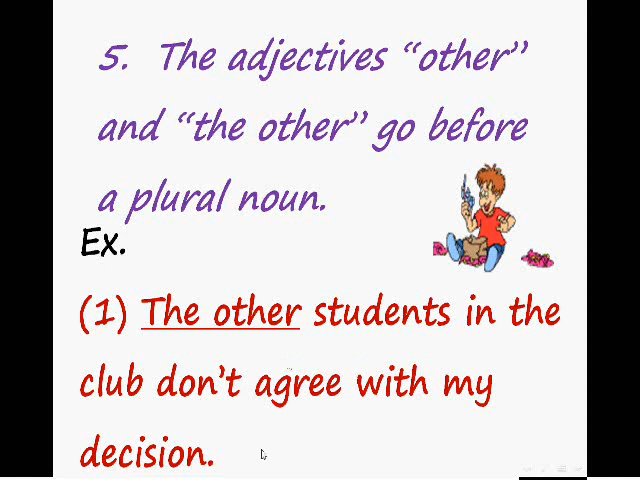 5. The adjectives “other”
and “the other” go before
a plural noun.
Ex.
(1) The other students in the
club don’t agree with my
decision.